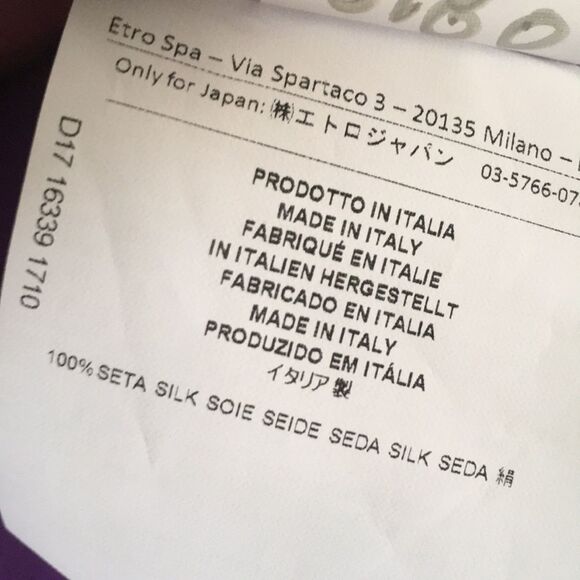 Etro Spa – Via Spartaco 3 – 20135 Milano –
Only for Japan: ㈱エトロジャパン 03-5766-07
D17 16339 1710
PRODOTTO IN ITALIA
MADE IN ITALY
FABRIQUÉ EN ITALIE
IN ITALIEN HERGESTELLT
FABRICADO EN ITALIA
MADE IN ITALY
PRODUZIDO EM ITÁLIA
イタリア製
100% SETA SILK SOIE SEIDE SEDA SILK SEDA 絹